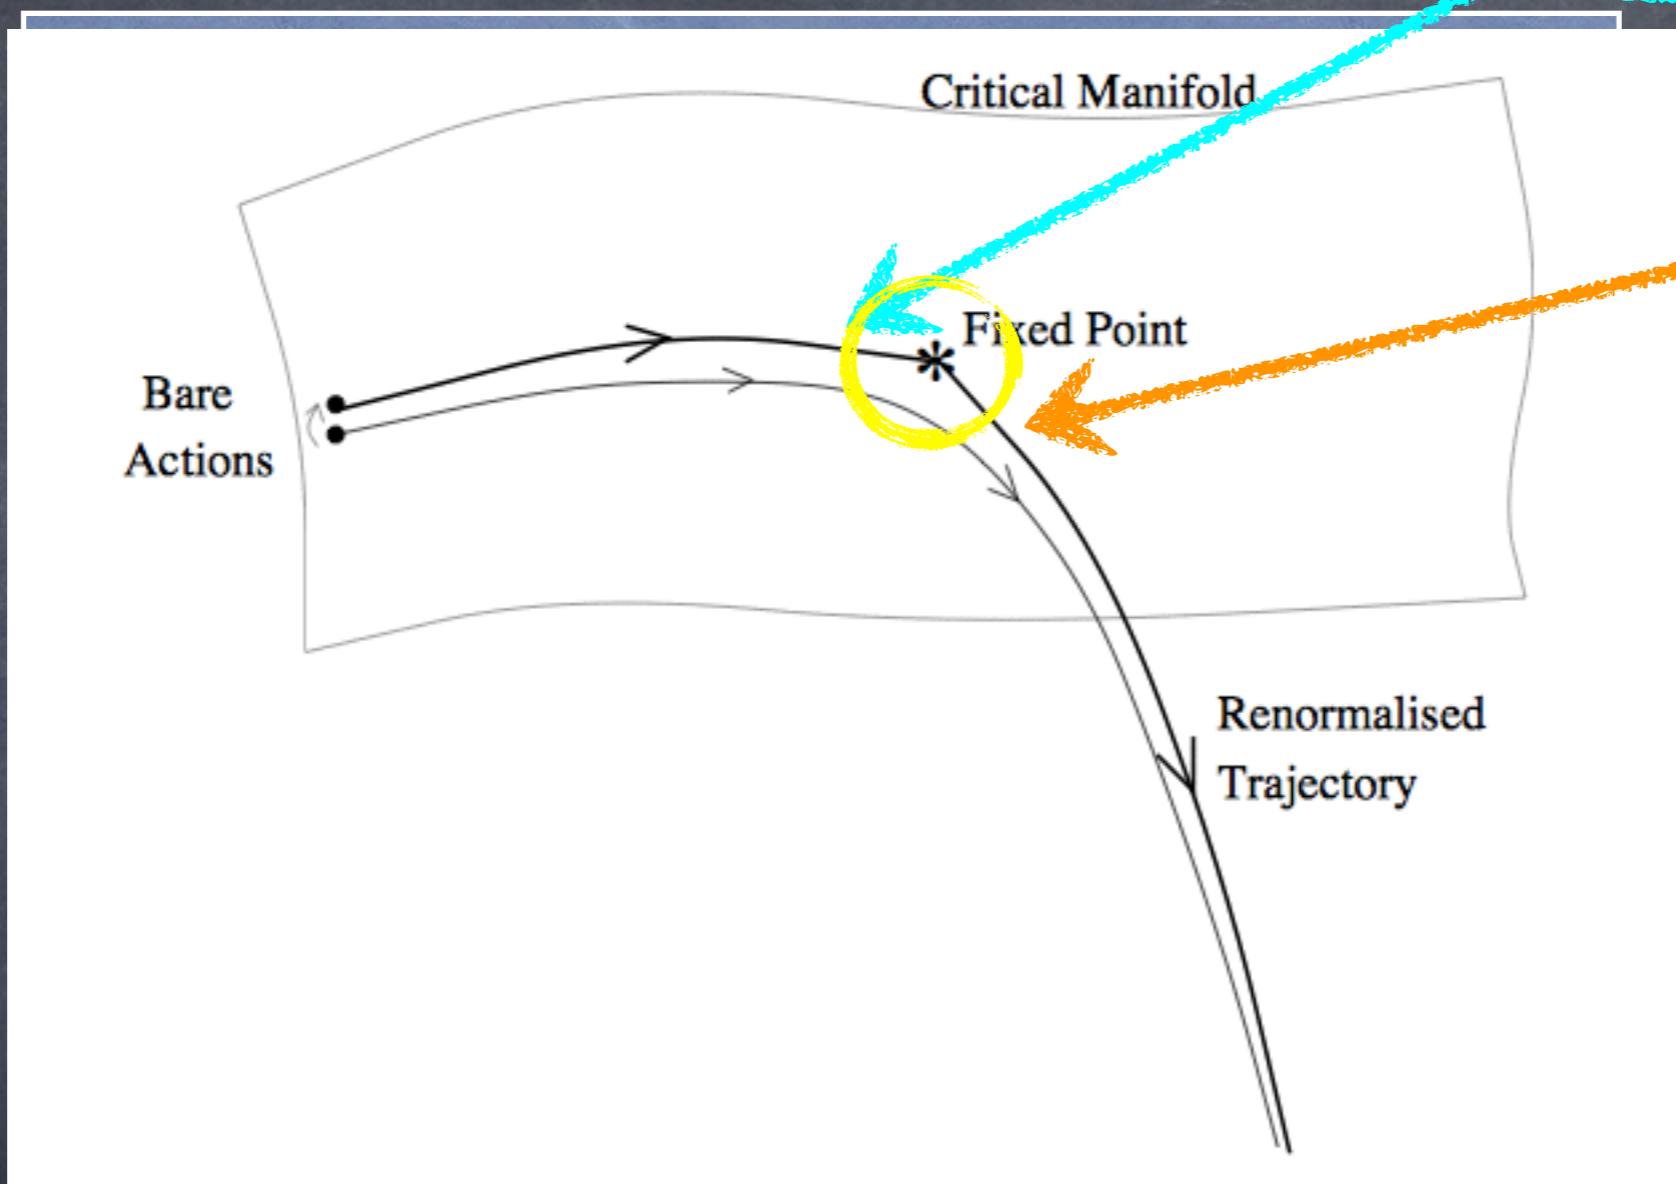 Critical Manifold
Fixed Point
Bare
Actions
Renormalised
Trajectory